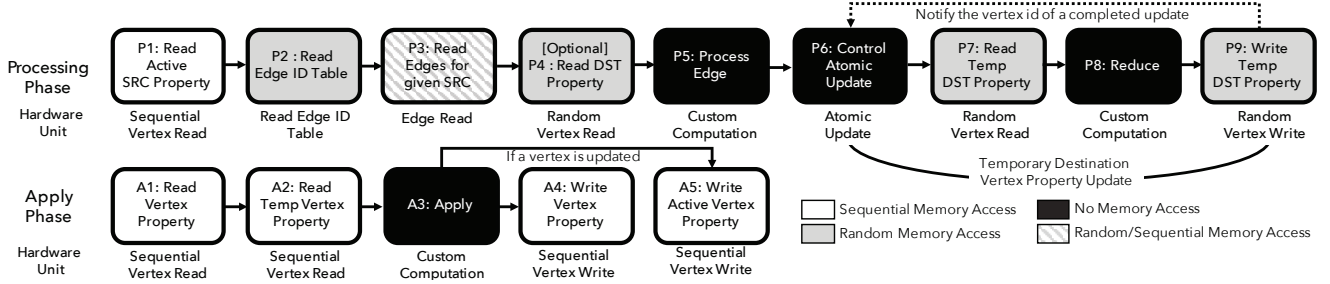 Notify the vertex id of a completed update
Processing
Phase
P1: Read
Active
SRC Property
P2 : Read
Edge ID Table
P3: Read
Edges for
given SRC
[Optional]
P4 : Read DST
Property
P5: Process
Edge
P6: Control
Atomic
Update
P7: Read
Temp
DST Property
P8: Reduce
P9: Write
Temp
DST Property
Hardware
Unit
Sequential
Vertex Read
Read Edge ID
Table
Edge Read
Random
Vertex Read
Custom
Computation
Atomic
Update
Random
Vertex Read
Custom
Computation
Random
Vertex Write
If a vertex is updated
Temporary Destination
Vertex Property Update
Apply
Phase
A1: Read
Vertex
Property
A2: Read
Temp Vertex
Property
A3: Apply
A4: Write
Vertex
Property
A5: Write
Active Vertex
Property
Hardware
Unit
Sequential
Vertex Read
Sequential
Vertex Read
Custom
Computation
Sequential
Vertex Write
Sequential
Vertex Write
Sequential Memory Access
No Memory Access
Random Memory Access
Random/Sequential Memory Access